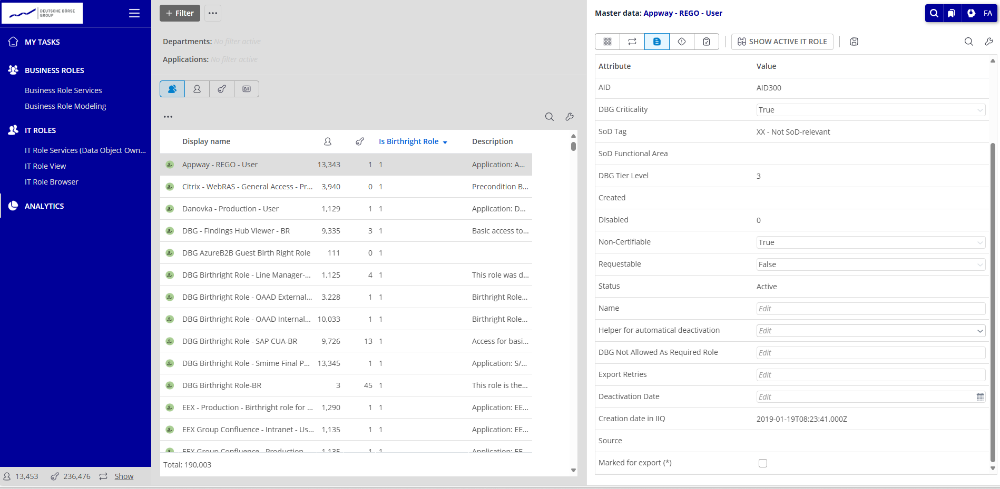 DEUTSCHE BÖRSE
GROUP
MY TASKS
BUSINESS ROLES
Business Role Services
Business Role Modeling
IT ROLES
IT Role Services (Data Object Own...
IT Role View
IT Role Browser
ANALYTICS
13,453 236,476 Show
+ Filter ...
Departments: No filter active
Applications: No filter active
...
Display name Is Birthright Role Description
Appway - REGO - User 13,343 1 1 Application: A...
Citrix - WebRAS - General Access - Pr... 3,940 0 1 Precondition B...
Danovka - Production - User 1,129 1 1 Application: D...
DBG - Findings Hub Viewer - BR 9,335 3 1 Basic access to...
DBG AzureB2B Guest Birth Right Role 111 0 1
DBG Birthright Role - Line Manager-... 1,125 4 1 This role was d...
DBG Birthright Role - OAAD External... 3,228 1 1 Birthright Role...
DBG Birthright Role - OAAD Internal... 10,033 1 1 Birthright Role...
DBG Birthright Role - SAP CUA-BR 9,726 13 1 Access for basi...
DBG Birthright Role - Smime Final P... 13,345 1 1 Application: S/...
DBG Birthright Role-BR 3 45 1 This role is the...
EEX - Production - Birthright role for ... 1,290 1 1 Application: EE...
EEX Group Confluence - Intranet - Us... 1,135 1 1 Application: EE...
EEX Group Confluence - Production 1,135 1 1 Application: EE
Total: 190,003
Master data: Appway - REGO - User
FA
SHOW ACTIVE IT ROLE
Attribute Value
AID AID300
DBG Criticality True
SoD Tag XX - Not SoD-relevant
SoD Functional Area
DBG Tier Level 3
Created
Disabled 0
Non-Certifiable True
Requestable False
Status Active
Name Edit
Helper for automatical deactivation Edit
DBG Not Allowed As Required Role Edit
Export Retries Edit
Deactivation Date Edit
Creation date in IIQ 2019-01-19T08:23:41.000Z
Source
Marked for export (*)